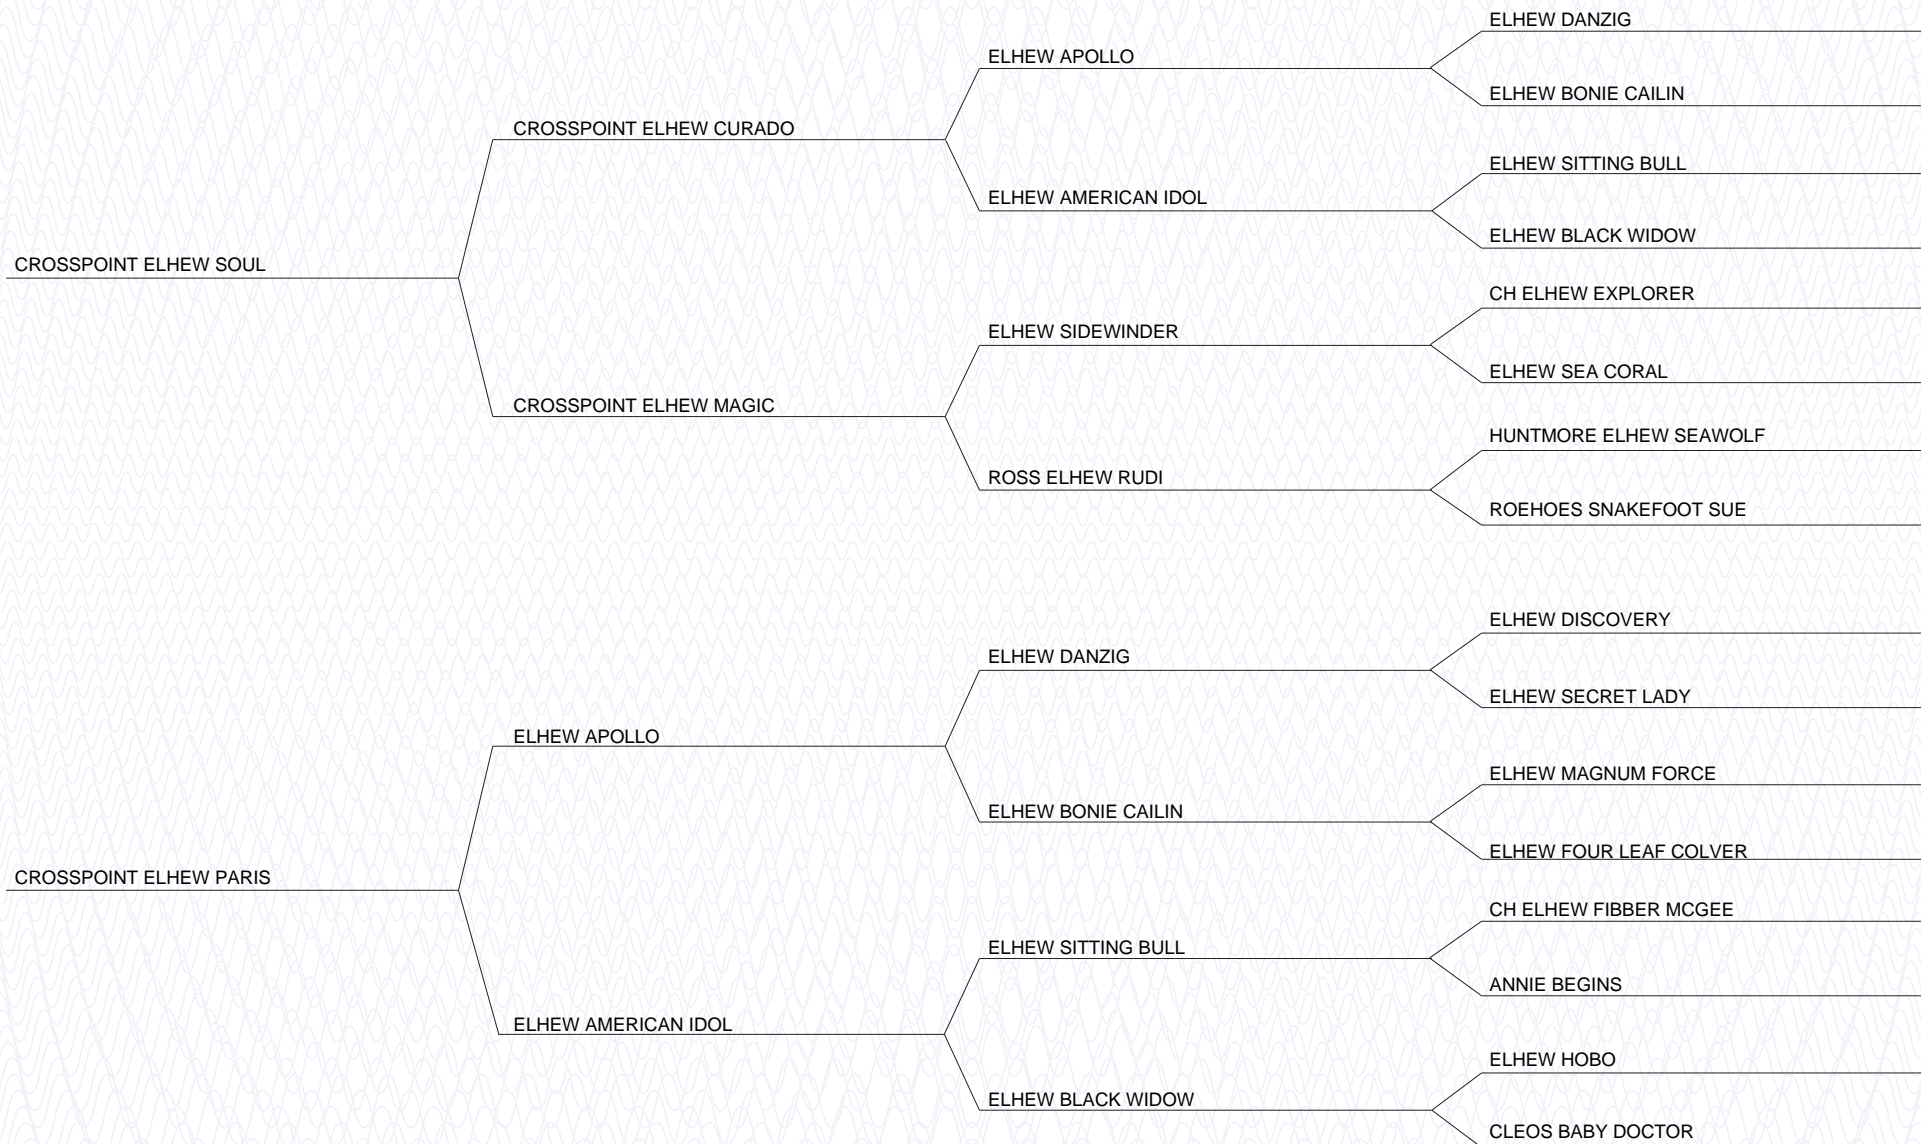 ELHEW DANZIG
ELHEW APOLLO
ELHEW BONIE CAILIN
CROSSPOINT ELHEW CURADO
ELHEW SITTING BULL
ELHEW AMERICAN IDOL
ELHEW BLACK WIDOW
CROSSPOINT ELHEW SOUL
CH ELHEW EXPLORER
ELHEW SIDEWINDER
ELHEW SEA CORAL
CROSSPOINT ELHEW MAGIC
HUNTMORE ELHEW SEAWOLF
ROSS ELHEW RUDI
ROEHOES SNAKEFOOT SUE
ELHEW DISCOVERY
ELHEW DANZIG
ELHEW SECRET LADY
ELHEW APOLLO
ELHEW MAGNUM FORCE
ELHEW BONIE CAILIN
ELHEW FOUR LEAF COLVER
CROSSPOINT ELHEW PARIS
CH ELHEW FIBBER MCGEE
ELHEW SITTING BULL
ANNIE BEGINS
ELHEW AMERICAN IDOL
ELHEW HOBO
ELHEW BLACK WIDOW
CLEOS BABY DOCTOR